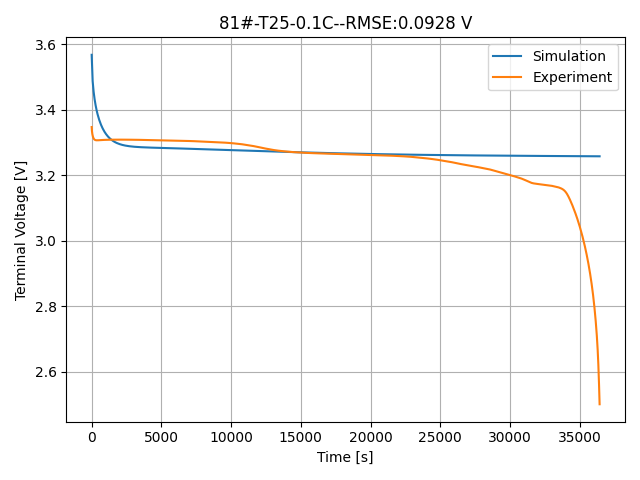 81#-T25-0.1C--RMSE:0.0928 V
Simulation
Experiment
Terminal Voltage [V]
3.6
3.4
3.2
3.0
2.8
2.6
0 5000 10000 15000 20000 25000 30000 35000
Time [s]